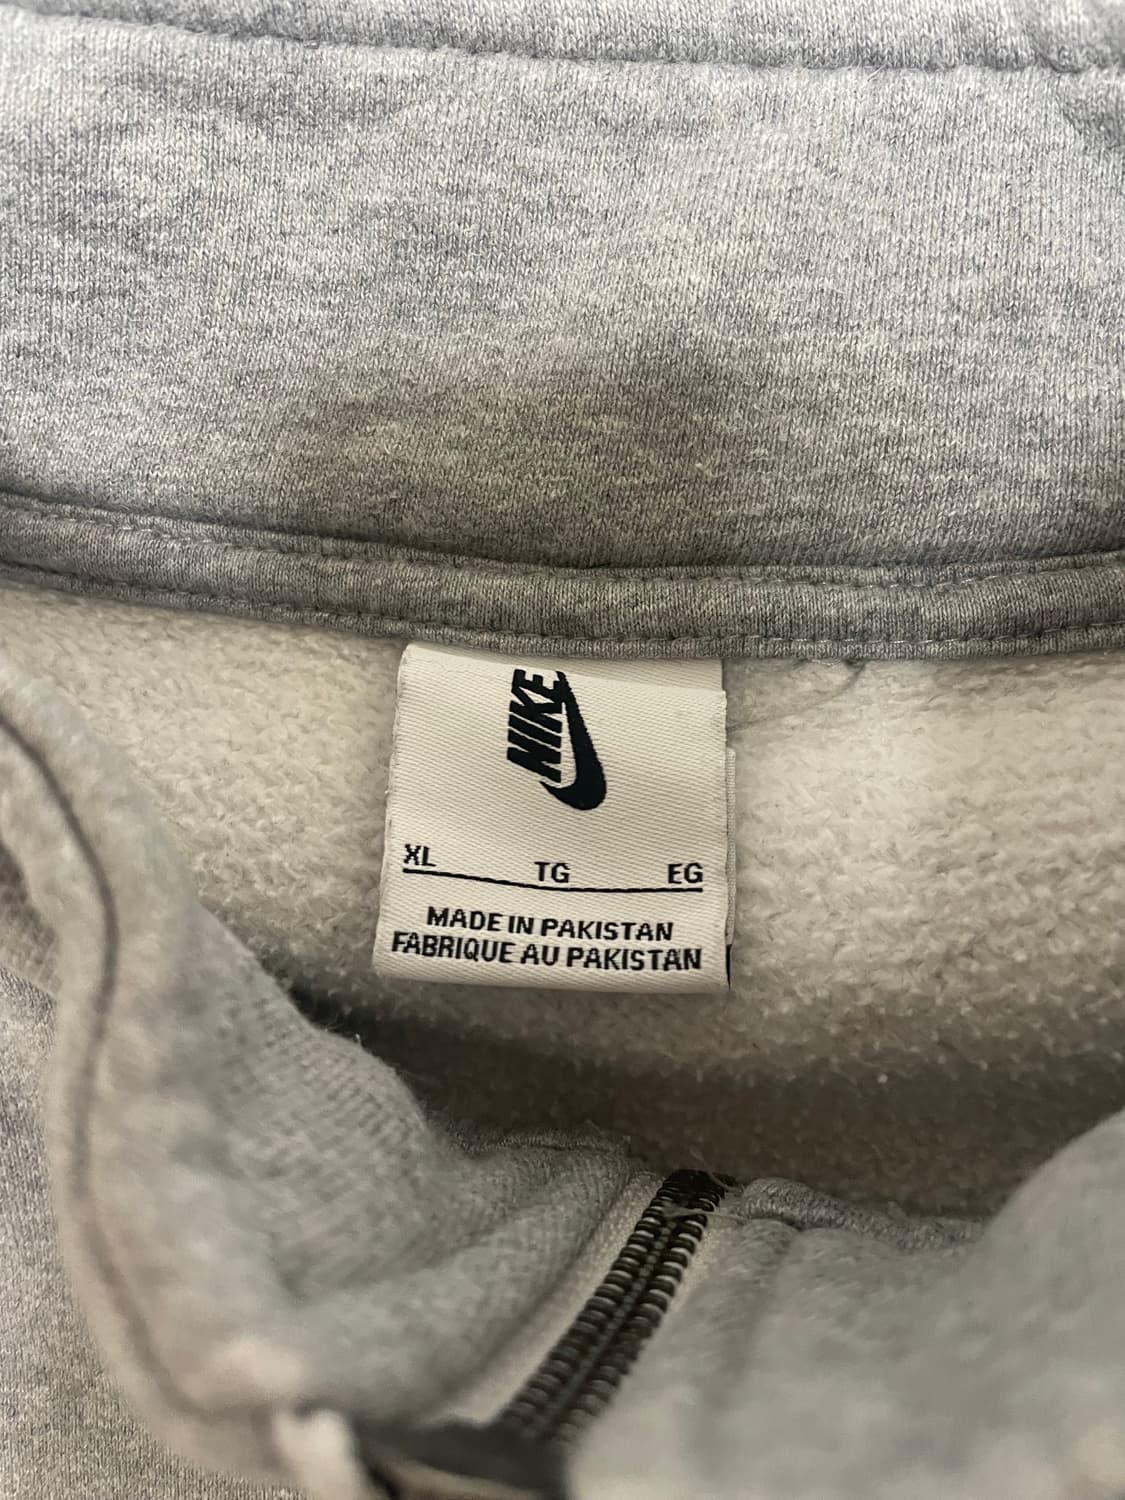 NIKE
XL TG EG
MADE IN PAKISTAN
FABRIQUE AU PAKISTAN